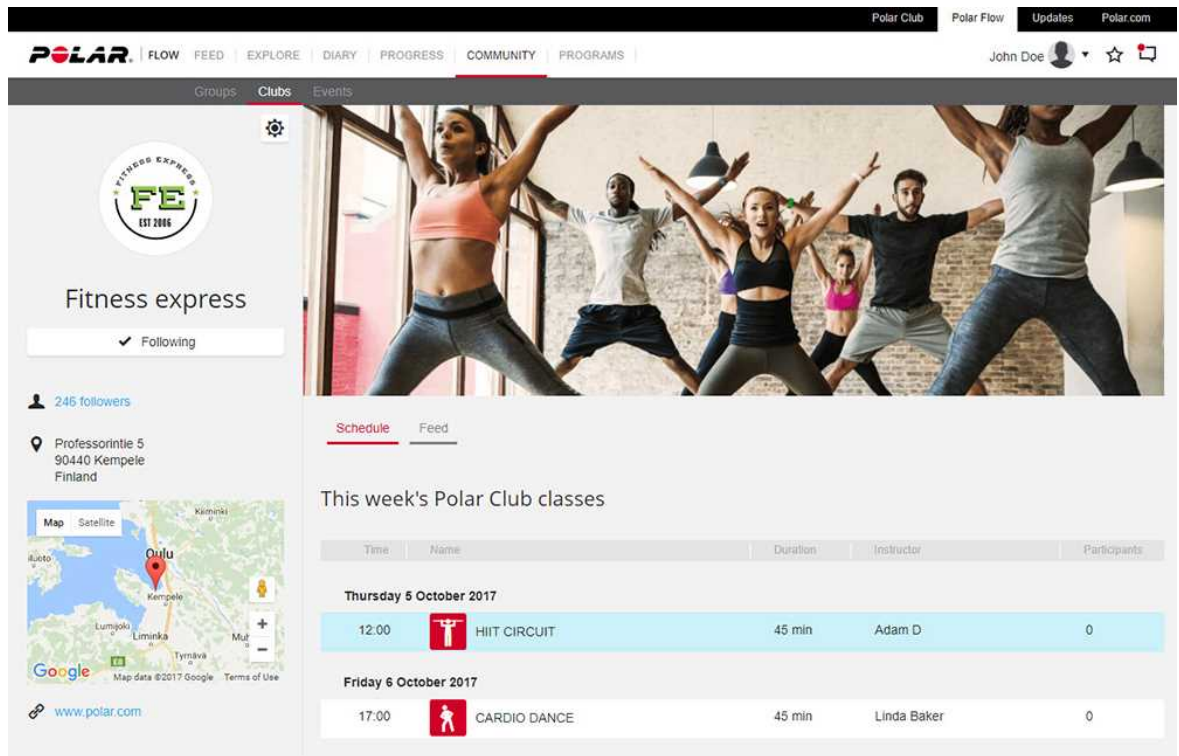 Polar Club Polar Flow Updates Polar.com
POLAR. FLOW FEED EXPLORE DIARY PROGRESS COMMUNITY PROGRAMS John Doe
Groups Clubs Events
FITNESS EXPRESS
FE
EST 2006
Fitness express
Following
246 followers
Professorintie 5
90440 Kempele
Finland
Map Satellite
Kiiminki
Oulu
Kempele
Lumijoki
Liminka
Tyrnävä
Google Map data ©2017 Google Terms of Use
www.polar.com
Schedule Feed
This week's Polar Club classes
Time Name Duration Instructor Participants
Thursday 5 October 2017
12:00 HIIT CIRCUIT 45 min Adam D 0
Friday 6 October 2017
17:00 CARDIO DANCE 45 min Linda Baker 0